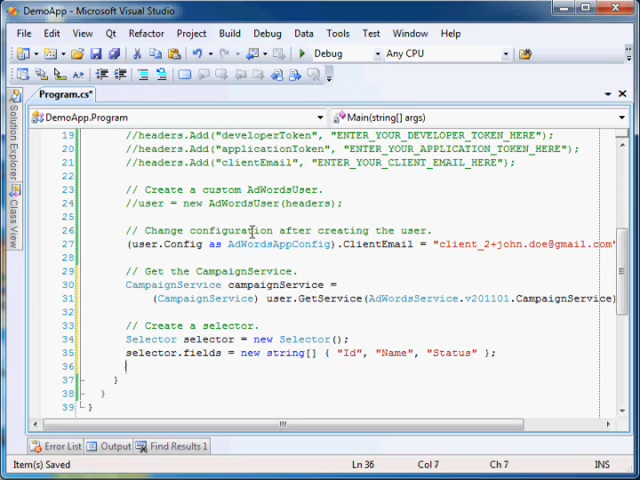 DemoApp - Microsoft Visual Studio
File Edit View Qt Refactor Project Build Debug Data Tools Test Window Help
Debug Any CPU
Program.cs*
DemoApp.Program Main(string[] args)
Solution Explorer
Class View
19 //headers.Add("developerToken", "ENTER_YOUR_DEVELOPER_TOKEN_HERE");
20 //headers.Add("applicationToken", "ENTER_YOUR_APPLICATION_TOKEN_HERE");
21 //headers.Add("clientEmail", "ENTER_YOUR_CLIENT_EMAIL_HERE");
22
23 // Create a custom AdWordsUser.
24 //user = new AdWordsUser(headers);
25
26 // Change configuration after creating the user.
27 (user.Config as AdWordsAppConfig).ClientEmail = "client_2+john.doe@gmail.com"
28
29 // Get the CampaignService.
30 CampaignService campaignService =
31 (CampaignService) user.GetService(AdWordsService.v201101.CampaignService)
32
33 // Create a selector.
34 Selector selector = new Selector();
35 selector.fields = new string[] { "Id", "Name", "Status" };
36
37 }
38 }
39 }
Error List Output Find Results 1
Item(s) Saved Ln 36 Col 7 Ch 7 INS